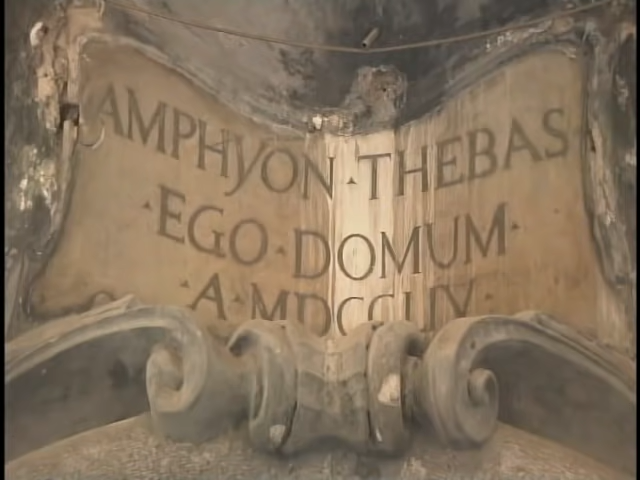 AMPHYON · THEBAS
· EGO · DOMUM ·
· A · MDCCLIV ·